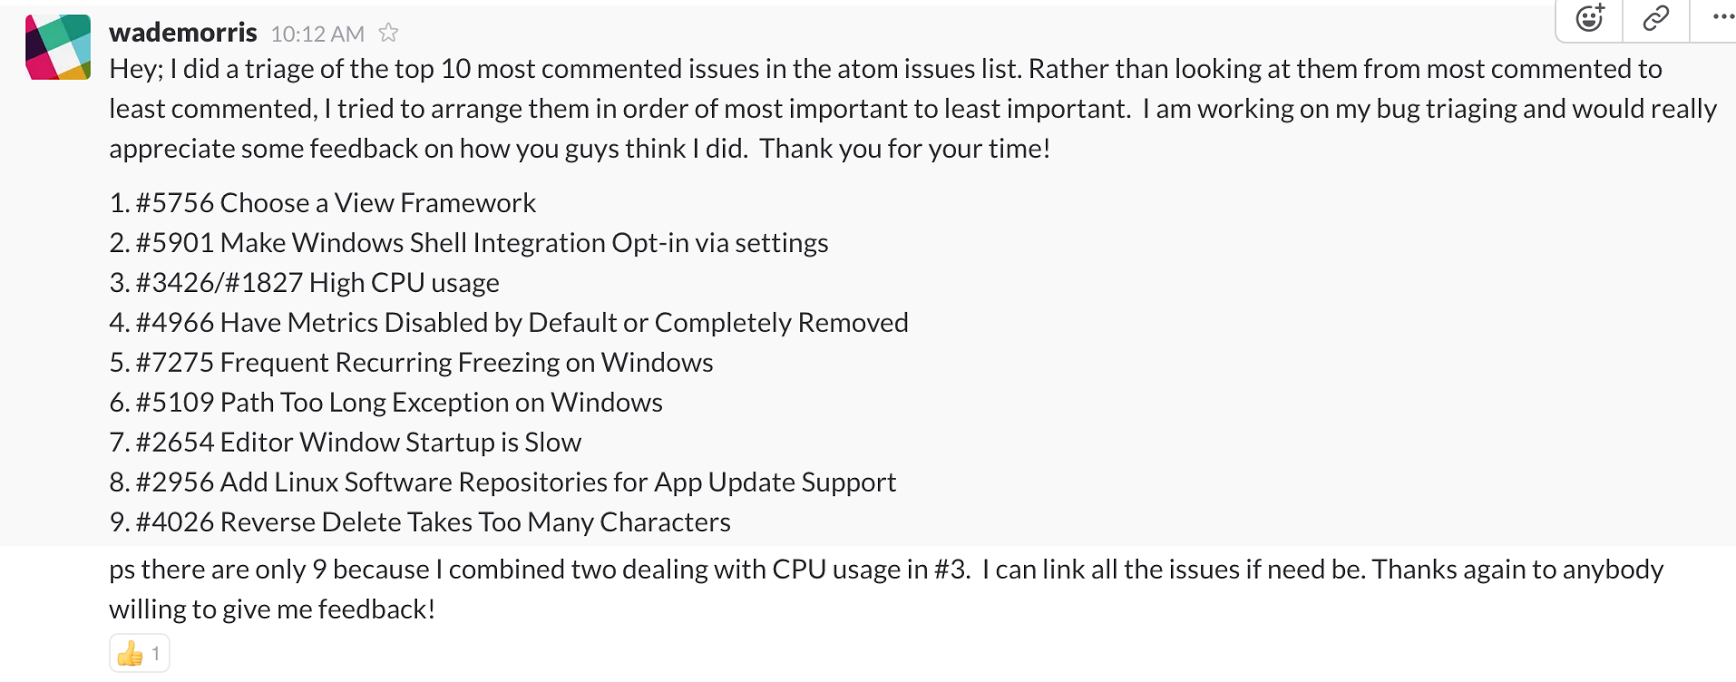 wademorris 10:12 AM
Hey; I did a triage of the top 10 most commented issues in the atom issues list. Rather than looking at them from most commented to
least commented, I tried to arrange them in order of most important to least important.  I am working on my bug triaging and would really
appreciate some feedback on how you guys think I did.  Thank you for your time!
1. #5756 Choose a View Framework
2. #5901 Make Windows Shell Integration Opt-in via settings
3. #3426/#1827 High CPU usage
4. #4966 Have Metrics Disabled by Default or Completely Removed
5. #7275 Frequent Recurring Freezing on Windows
6. #5109 Path Too Long Exception on Windows
7. #2654 Editor Window Startup is Slow
8. #2956 Add Linux Software Repositories for App Update Support
9. #4026 Reverse Delete Takes Too Many Characters
ps there are only 9 because I combined two dealing with CPU usage in #3.  I can link all the issues if need be. Thanks again to anybody
willing to give me feedback!
1